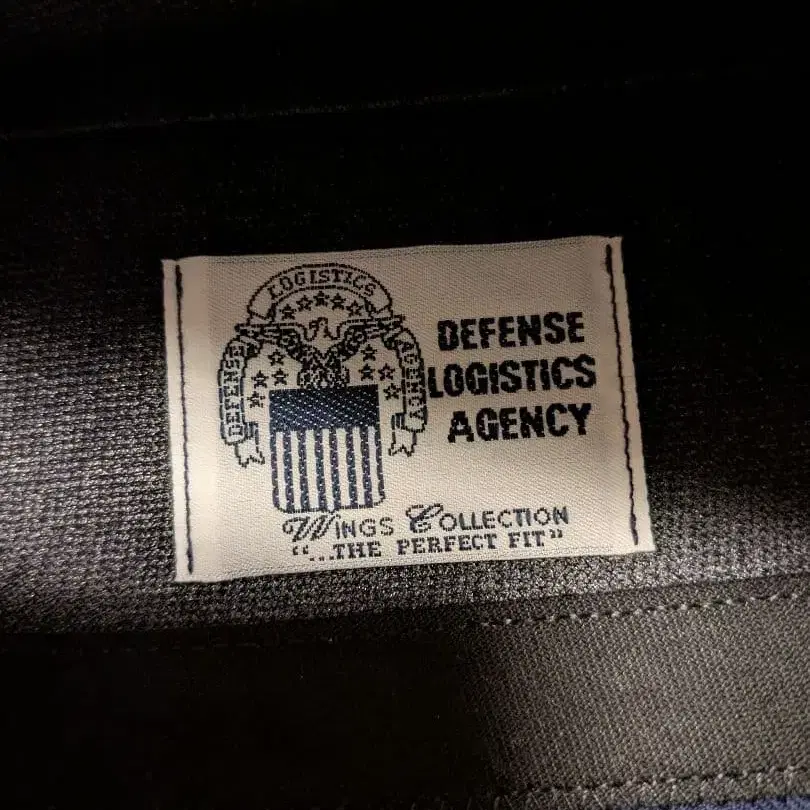 LOGISTICS
DEFENSE
AGENCY
DEFENSE
LOGISTICS
AGENCY
Wings Collection
"...THE PERFECT FIT"